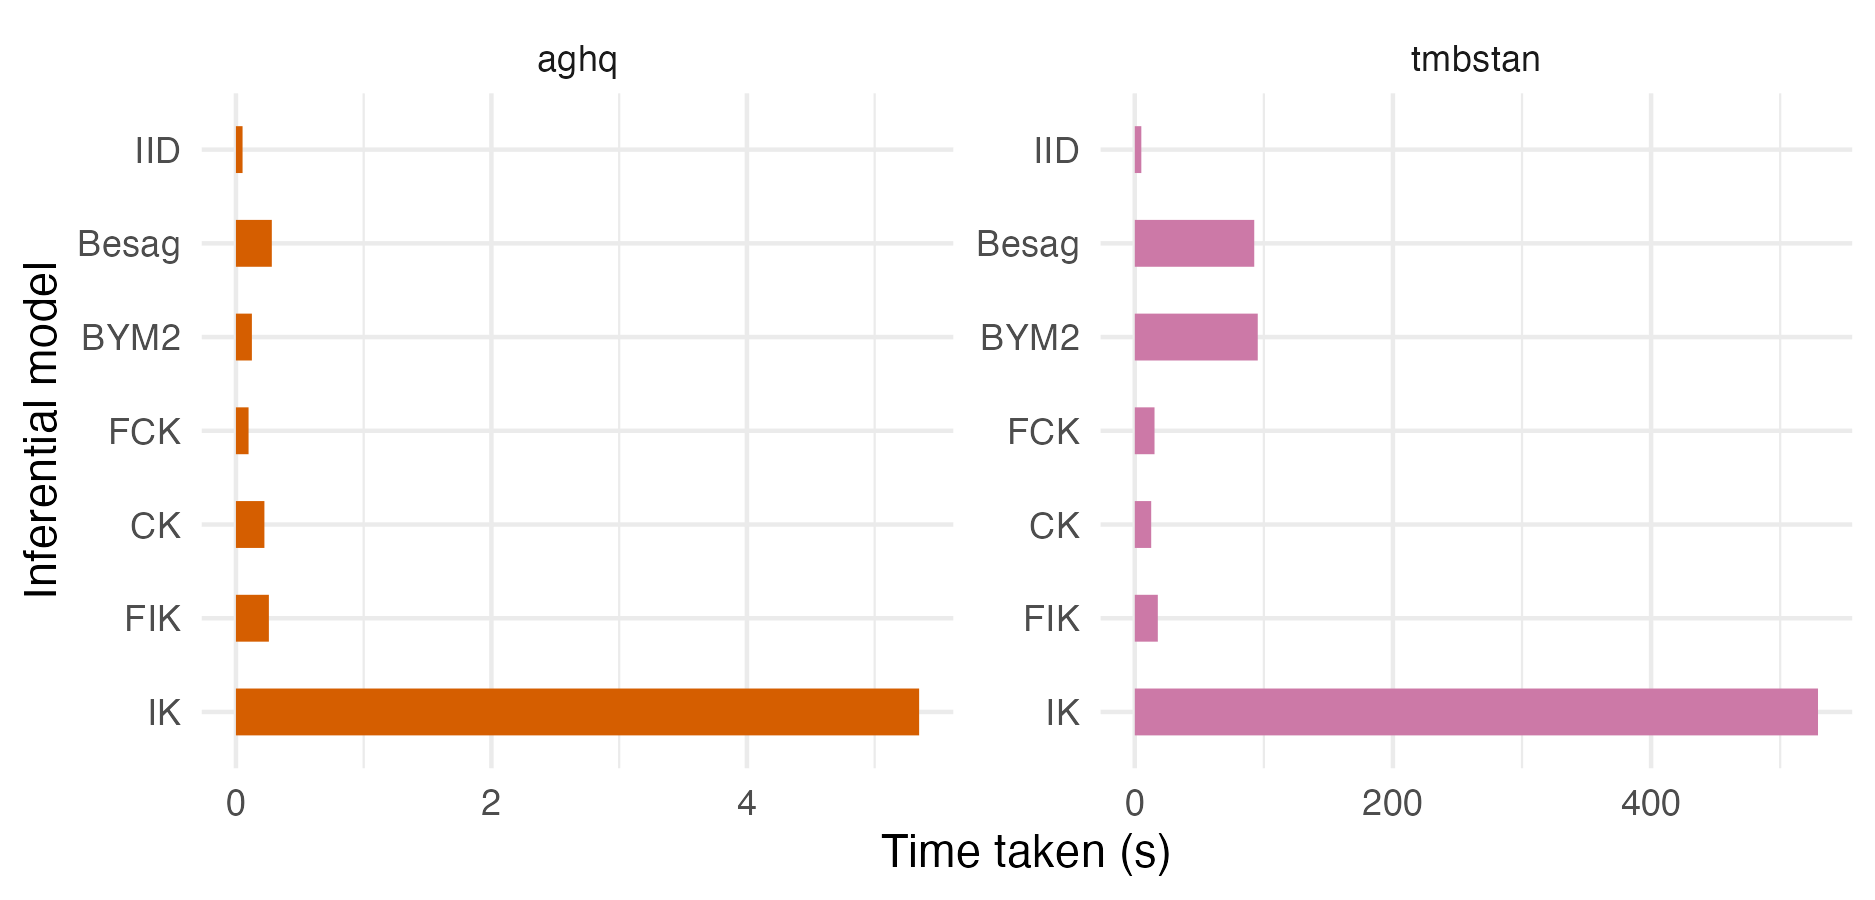 aghq
tmbstan
Inferential model
IID
Besag
BYM2
FCK
CK
FIK
IK
0
2
4
IID
Besag
BYM2
FCK
CK
FIK
IK
0
200
400
Time taken (s)